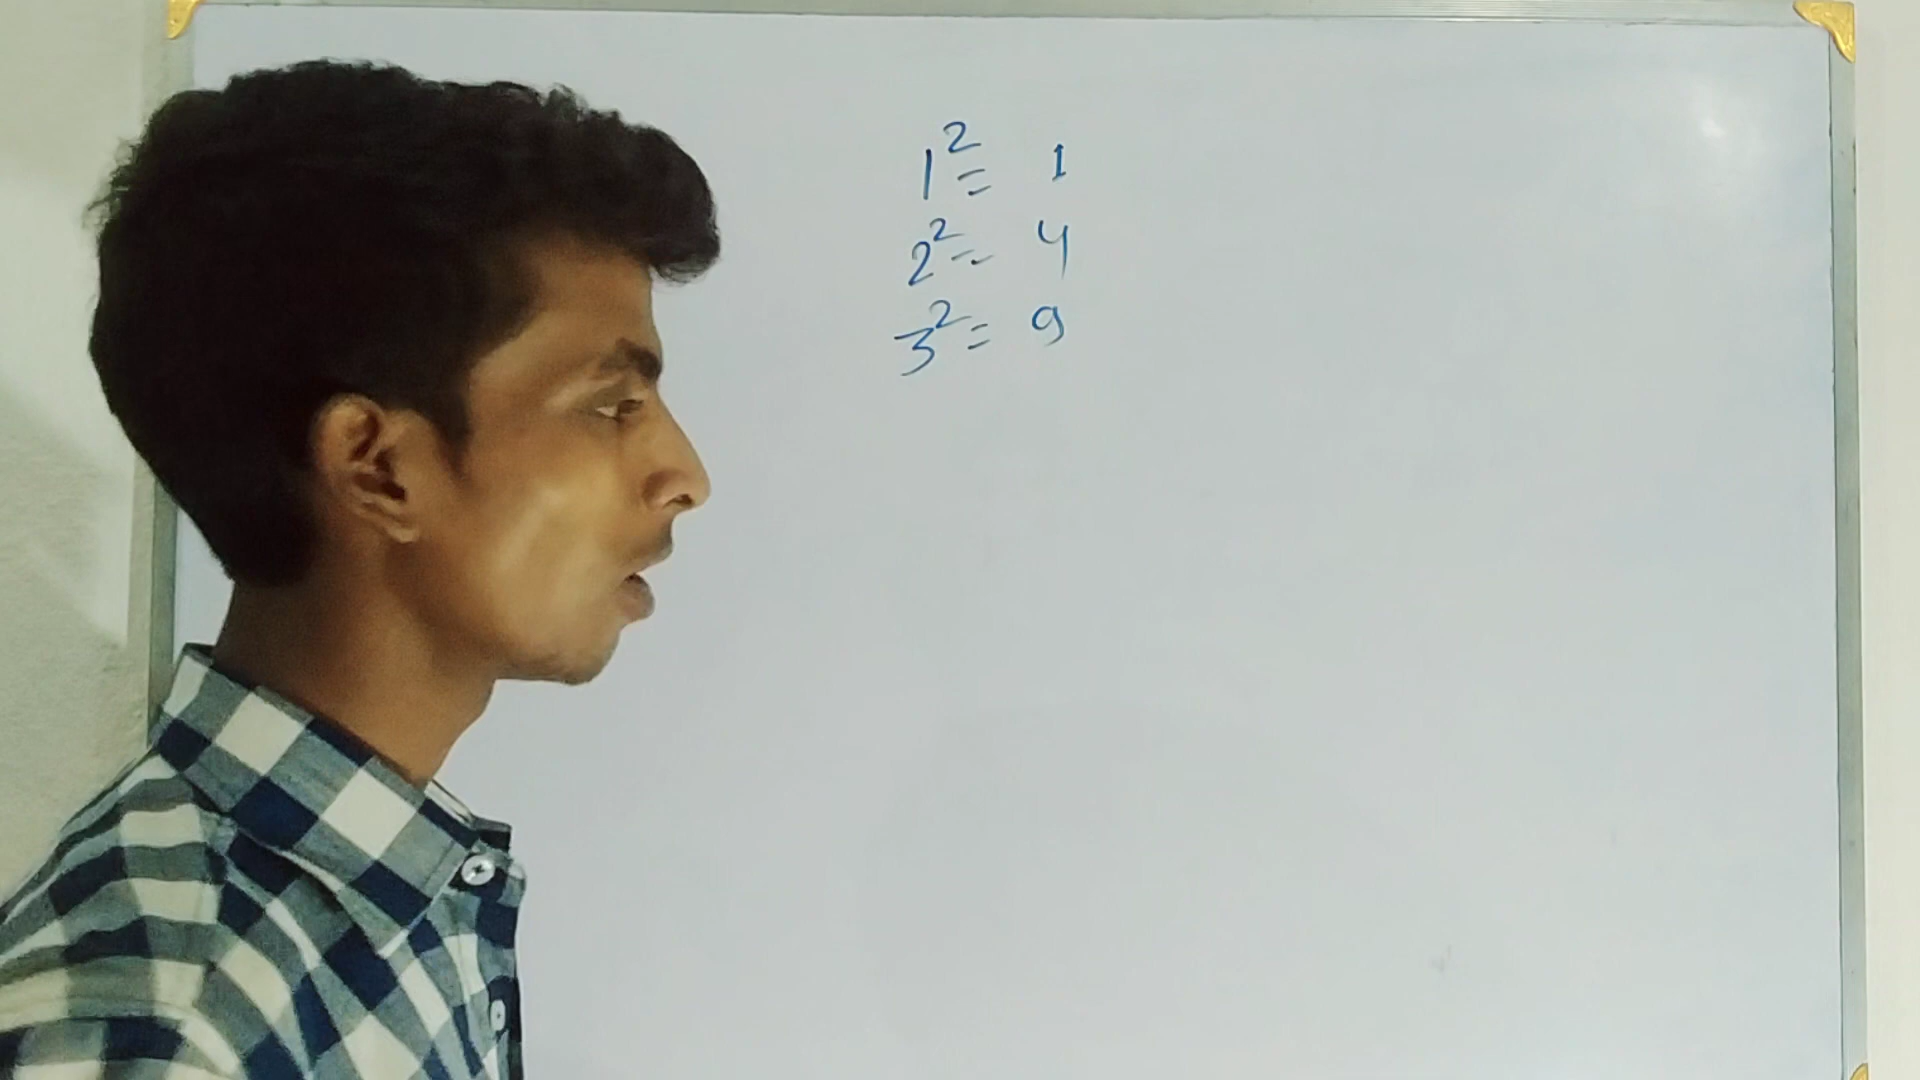 1² = 1
2² = 4
3² = 9